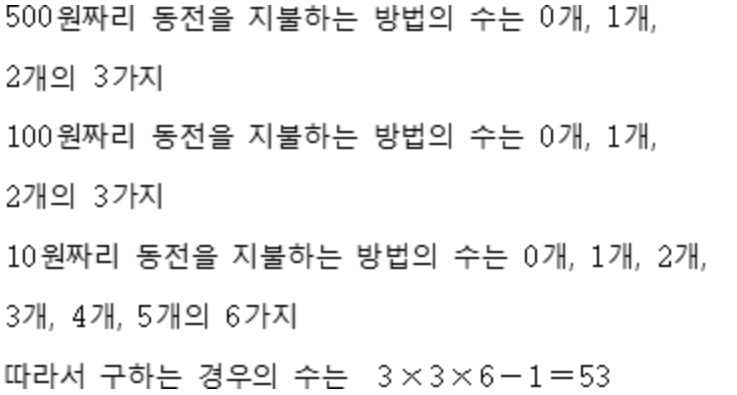 500원짜리 동전을 지불하는 방법의 수는 0개, 1개,
2개의 3가지
100원짜리 동전을 지불하는 방법의 수는 0개, 1개,
2개의 3가지
10원짜리 동전을 지불하는 방법의 수는 0개, 1개, 2개,
3개, 4개, 5개의 6가지
따라서 구하는 경우의 수는 3×3×6−1=53